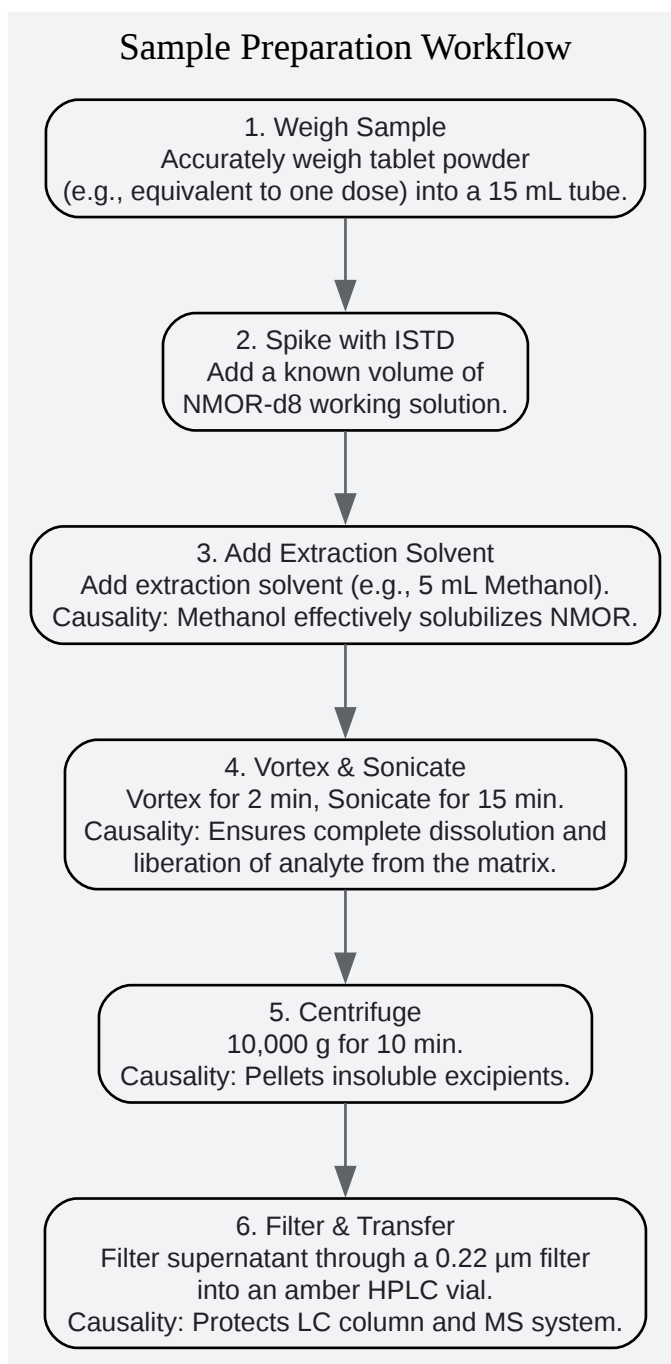 Sample Preparation Workflow
1. Weigh Sample
Accurately weigh tablet powder
(e.g., equivalent to one dose) into a 15 mL tube.
2. Spike with ISTD
Add a known volume of
NMOR-d8 working solution.
3. Add Extraction Solvent
Add extraction solvent (e.g., 5 mL Methanol).
Causality: Methanol effectively solubilizes NMOR.
4. Vortex & Sonicate
Vortex for 2 min, Sonicate for 15 min.
Causality: Ensures complete dissolution and
liberation of analyte from the matrix.
5. Centrifuge
10,000 g for 10 min.
Causality: Pellets insoluble excipients.
6. Filter & Transfer
Filter supernatant through a 0.22 µm filter
into an amber HPLC vial.
Causality: Protects LC column and MS system.